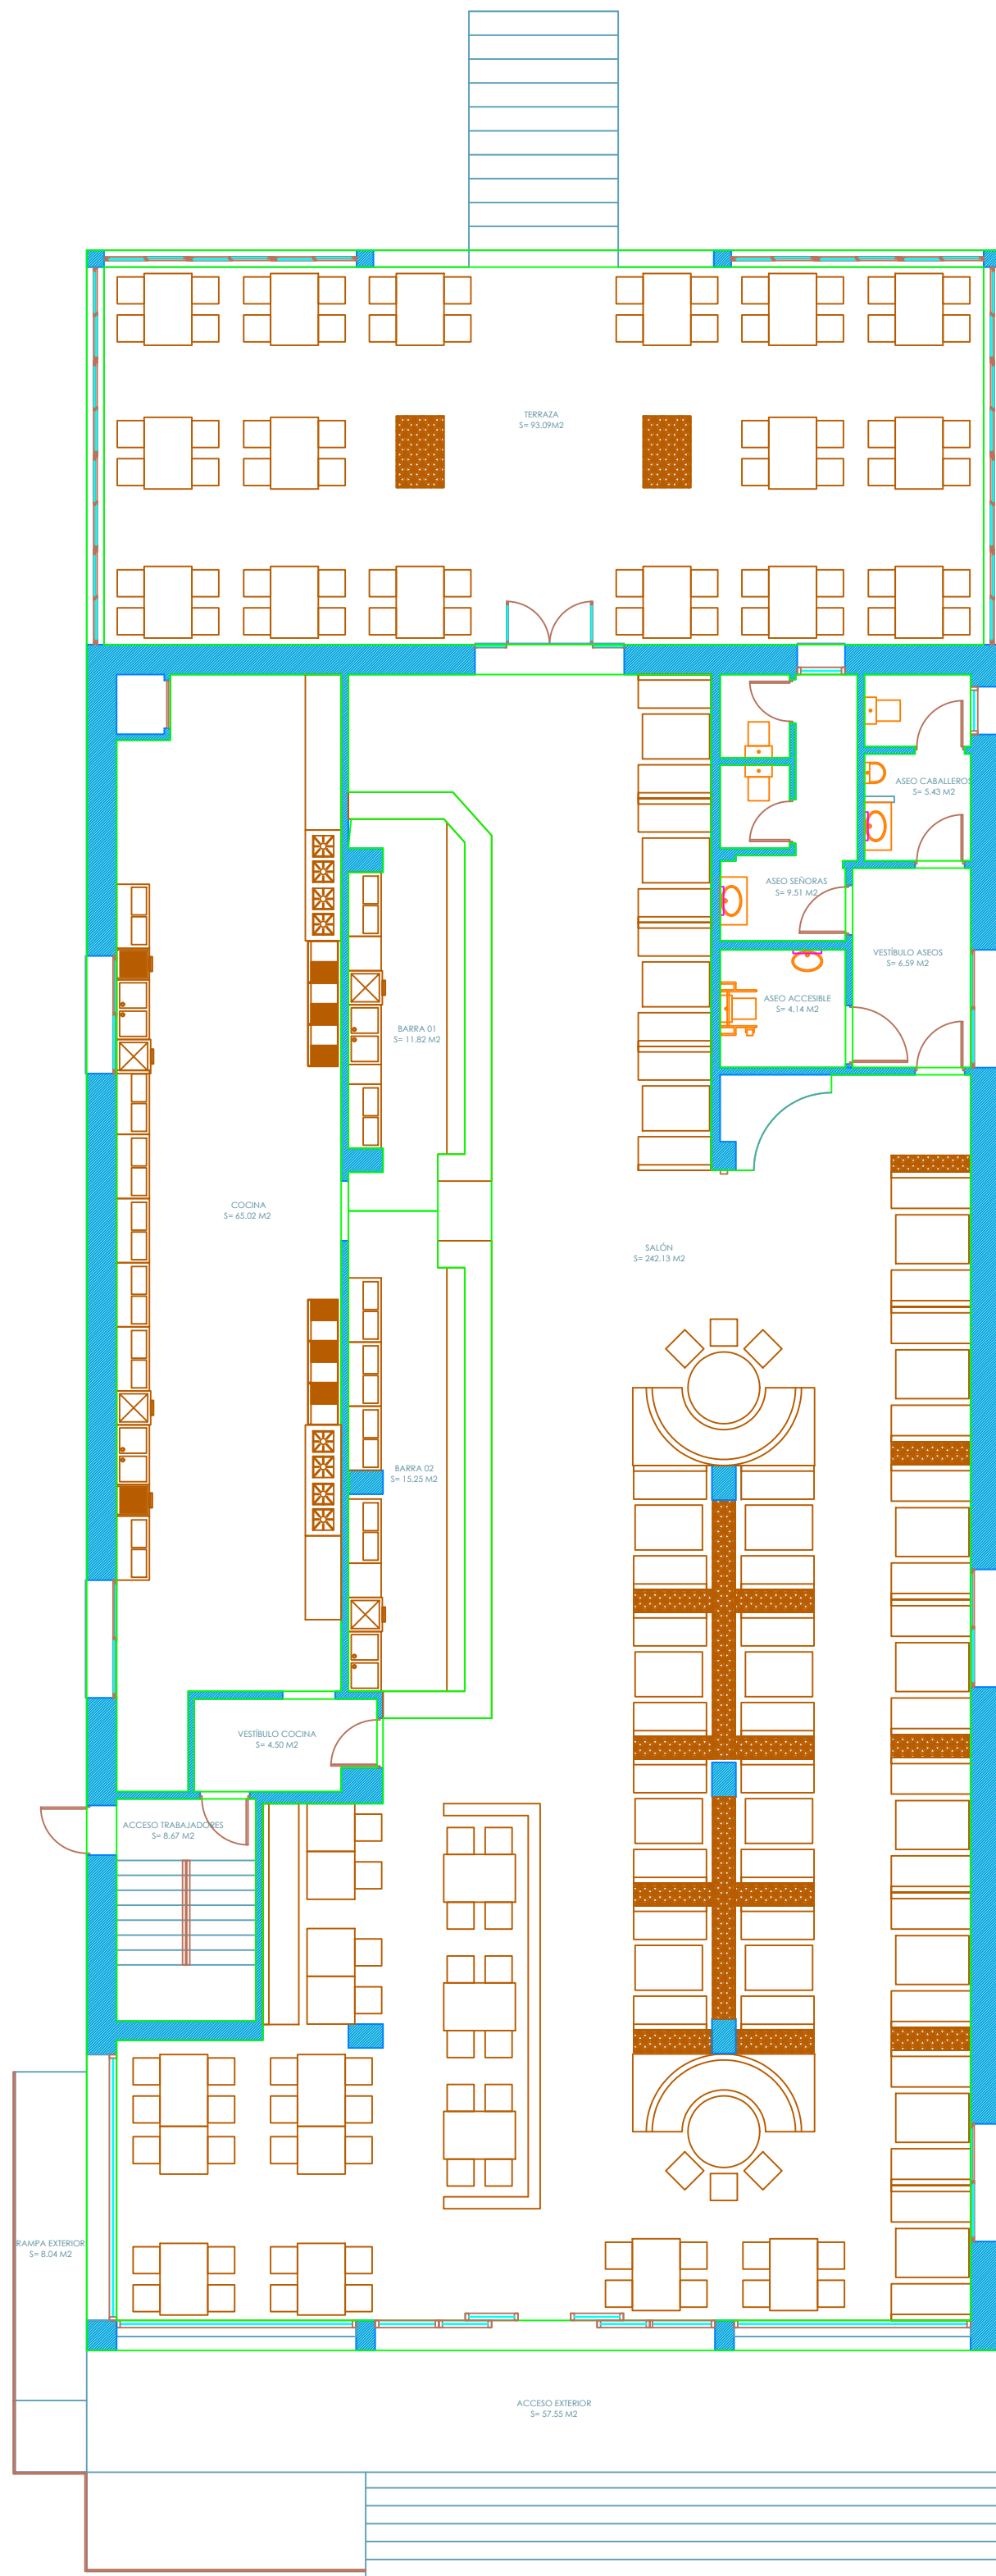 TERRAZA
S= 93.09M2
ASEO CABALLEROS
S= 5.43 M2
ASEO SEÑORAS
S= 9.51 M2
VESTÍBULO ASEOS
S= 6.59 M2
ASEO ACCESIBLE
S= 4.14 M2
BARRA 01
S= 11.82 M2
COCINA
S= 65.02 M2
SALÓN
S= 242.13 M2
BARRA 02
S= 15.25 M2
VESTÍBULO COCINA
S= 4.50 M2
ACCESO TRABAJADORES
S= 8.67 M2
RAMPA EXTERIOR
S= 8.04 M2
ACCESO EXTERIOR
S= 57.55 M2